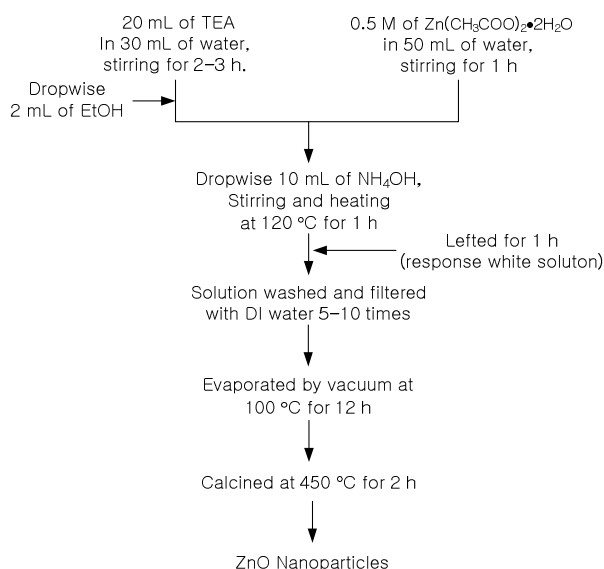 20 mL of TEA
In 30 mL of water,
stirring for 2–3 h.
0.5 M of Zn(CH₃COO)₂•2H₂O
in 50 mL of water,
stirring for 1 h
Dropwise
2 mL of EtOH
Dropwise 10 mL of NH₄OH,
Stirring and heating
at 120 °C for 1 h
Lefted for 1 h
(response white soluton)
Solution washed and filtered
with DI water 5–10 times
Evaporated by vacuum at
100 °C for 12 h
Calcined at 450 °C for 2 h
ZnO Nanoparticles